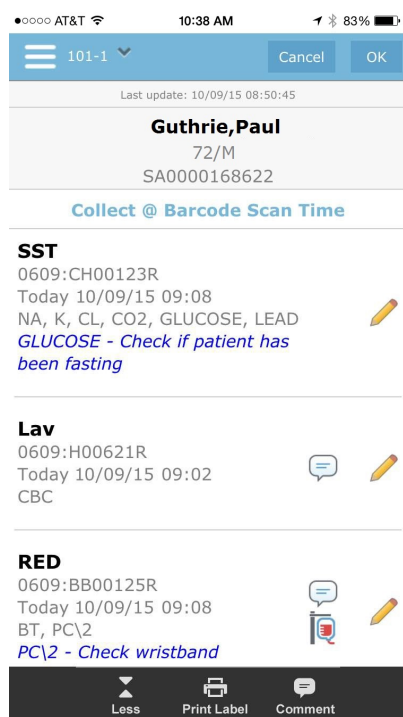 AT&T 10:38 AM 83%
101-1 Cancel OK
Last update: 10/09/15 08:50:45
Guthrie,Paul
72/M
SA0000168622
Collect @ Barcode Scan Time
SST
0609:CH00123R
Today 10/09/15 09:08
NA, K, CL, CO2, GLUCOSE, LEAD
GLUCOSE - Check if patient has
been fasting
Lav
0609:H00621R
Today 10/09/15 09:02
CBC
RED
0609:BB00125R
Today 10/09/15 09:08
BT, PC\2
PC\2 - Check wristband
Less Print Label Comment